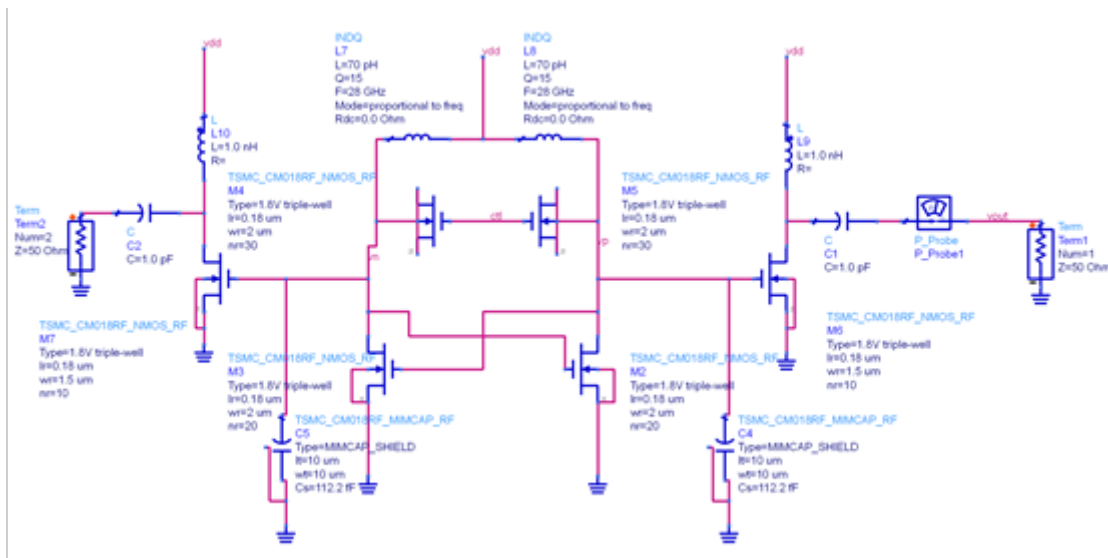 vdd
L
L10
L=1.0 nH
R=
INDQ
L7
L=70 pH
Q=15
F=28 GHz
Mode=proportional to freq
Rdc=0.0 Ohm
vdd
INDQ
L8
L=70 pH
Q=15
F=28 GHz
Mode=proportional to freq
Rdc=0.0 Ohm
vdd
L
L9
L=1.0 nH
R=
Term
Term2
Num=2
Z=50 Ohm
C
C2
C=1.0 pF
TSMC_CM018RF_NMOS_RF
M4
Type=1.8V triple-well
lr=0.18 um
wr=2 um
nr=30
ctl
m
p
TSMC_CM018RF_NMOS_RF
M5
Type=1.8V triple-well
lr=0.18 um
wr=2 um
nr=30
C
C1
C=1.0 pF
P_Probe
P_Probe1
vout
Term
Term1
Num=1
Z=50 Ohm
TSMC_CM018RF_NMOS_RF
M7
Type=1.8V triple-well
lr=0.18 um
wr=1.5 um
nr=10
TSMC_CM018RF_NMOS_RF
M3
Type=1.8V triple-well
lr=0.18 um
wr=2 um
nr=20
TSMC_CM018RF_NMOS_RF
M2
Type=1.8V triple-well
lr=0.18 um
wr=2 um
nr=20
TSMC_CM018RF_NMOS_RF
M6
Type=1.8V triple-well
lr=0.18 um
wr=1.5 um
nr=10
TSMC_CM018RF_MIMCAP_RF
C5
Type=MIMCAP_SHIELD
lt=10 um
wt=10 um
Cs=112.2 fF
TSMC_CM018RF_MIMCAP_RF
C4
Type=MIMCAP_SHIELD
lt=10 um
wt=10 um
Cs=112.2 fF